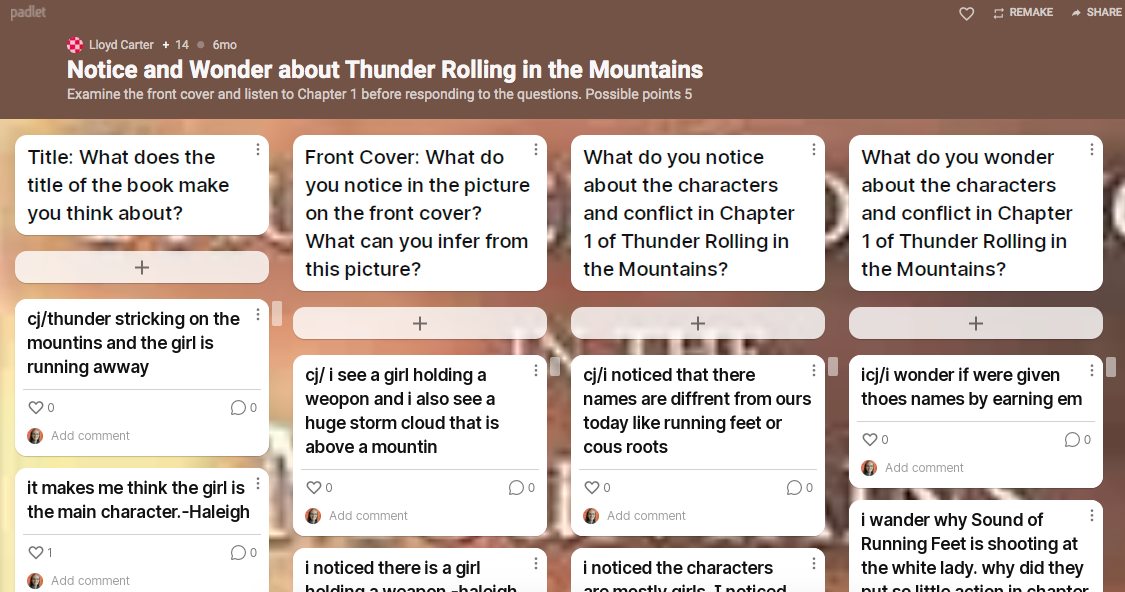 padlet
REMAKE
SHARE
Lloyd Carter + 14 6mo
Notice and Wonder about Thunder Rolling in the Mountains
Examine the front cover and listen to Chapter 1 before responding to the questions. Possible points 5
Title: What does the
title of the book make
you think about?
+
cj/thunder stricking on the
mountins and the girl is
running awway
0
0
Add comment
it makes me think the girl is
the main character.-Haleigh
1
0
Add comment
Front Cover: What do
you notice in the picture
on the front cover?
What can you infer from
this picture?
+
cj/ i see a girl holding a
weopon and i also see a
huge storm cloud that is
above a mountin
0
0
Add comment
i noticed there is a girl
holding a weapon -haleigh
What do you notice
about the characters
and conflict in Chapter
1 of Thunder Rolling in
the Mountains?
+
cj/i noticed that there
names are diffrent from ours
today like running feet or
cous roots
0
0
Add comment
i noticed the characters
are mostly girls. I noticed
What do you wonder
about the characters
and conflict in Chapter
1 of Thunder Rolling in
the Mountains?
+
icj/i wonder if were given
thoes names by earning em
0
0
Add comment
i wander why Sound of
Running Feet is shooting at
the white lady. why did they
put so little action in chapter
IN THE